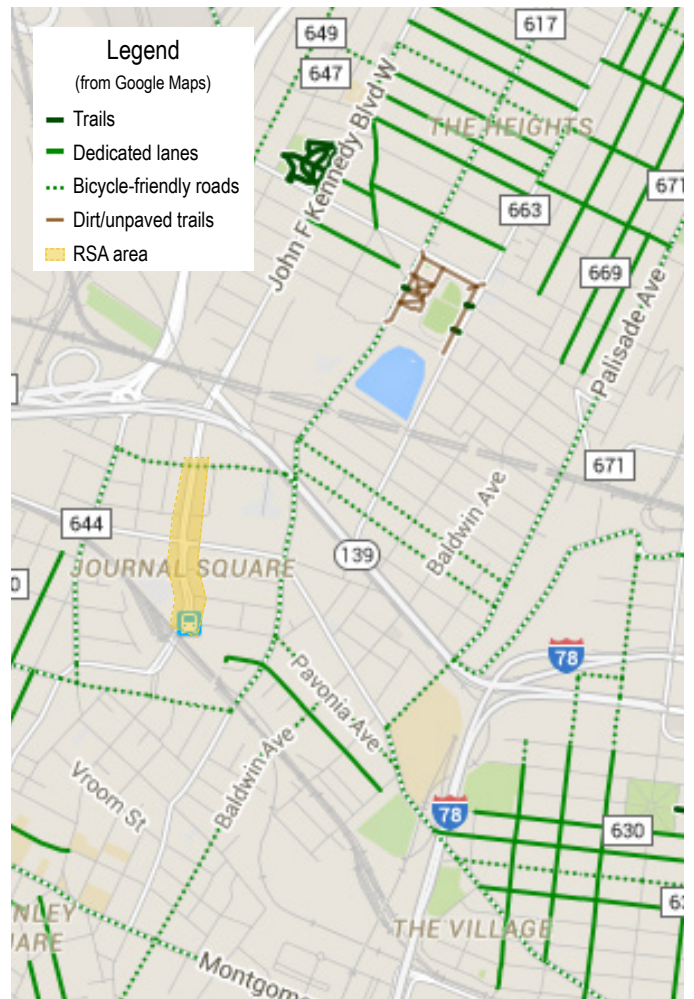 Legend
(from Google Maps)
Trails
Dedicated lanes
Bicycle-friendly roads
Dirt/unpaved trails
RSA area
649
617
647
John F Kennedy Blvd W
THE HEIGHTS
671
663
669
Palisade Ave
671
644
139
Baldwin Ave
JOURNAL SQUARE
78
Pavonia Ave
Baldwin Ave
Vroom St
78
630
THE VILLAGE
NLEY
ARE
Montgom